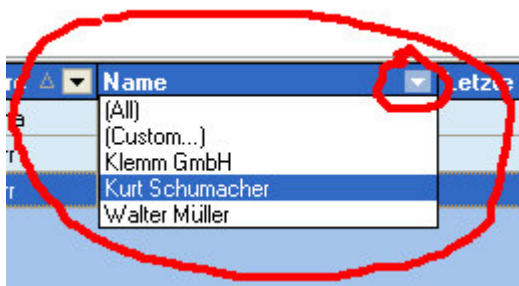 Name
(All)
(Custom...)
Klemm GmbH
Kurt Schumacher
Walter Müller